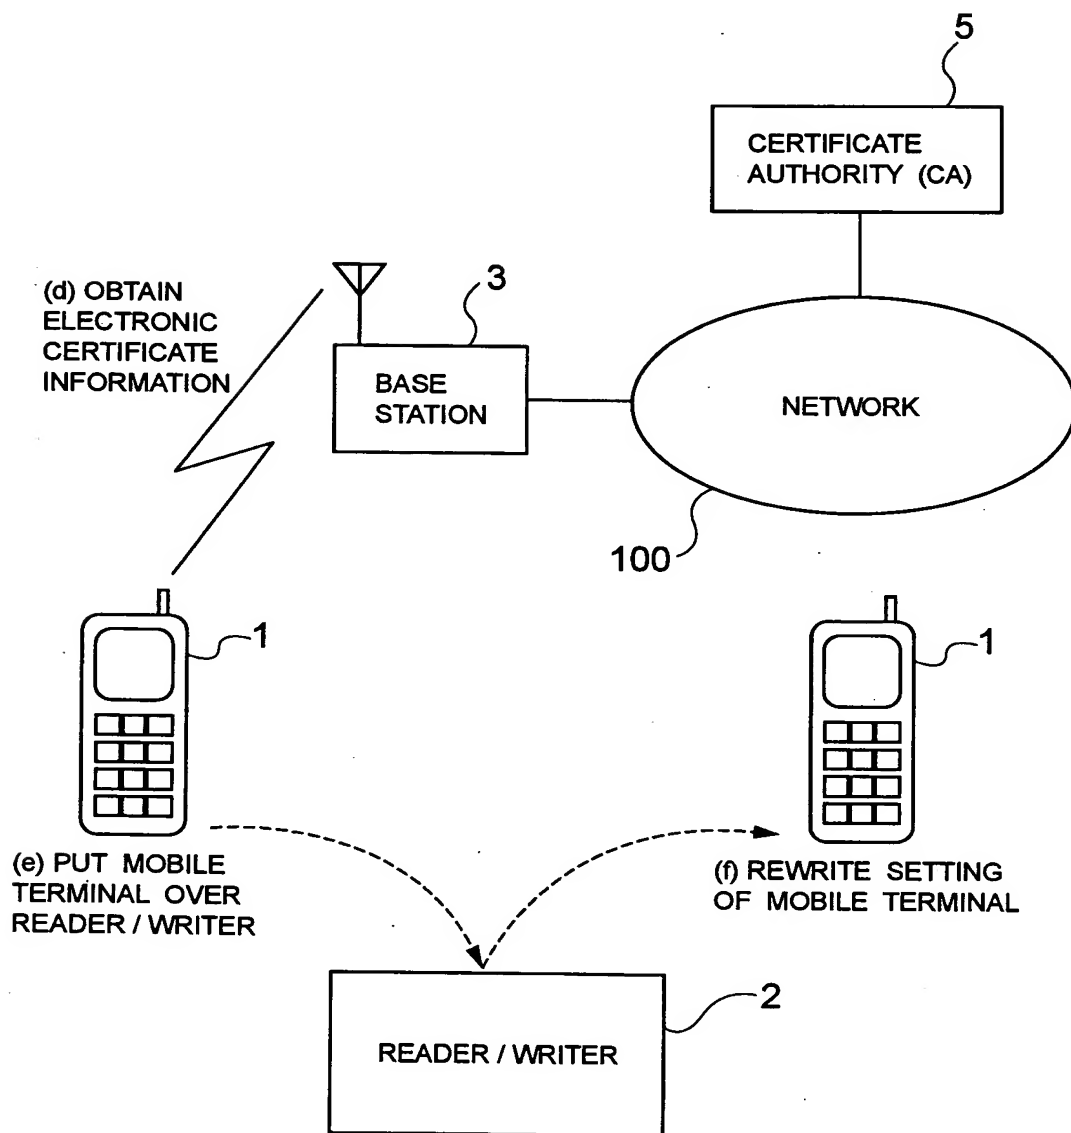 5
CERTIFICATE
AUTHORITY (CA)
(d) OBTAIN
ELECTRONIC
CERTIFICATE
INFORMATION
3
BASE
STATION
NETWORK
100
1
1
(e) PUT MOBILE
TERMINAL OVER
READER / WRITER
(f) REWRITE SETTING
OF MOBILE TERMINAL
2
READER / WRITER